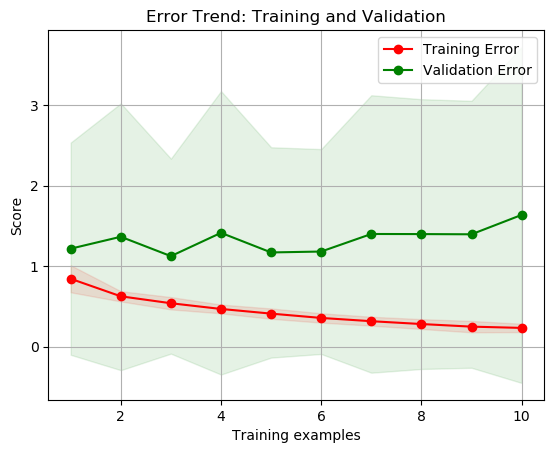 Error Trend: Training and Validation
Training Error
Validation Error
Score
3
2
1
0
2
4
6
8
10
Training examples